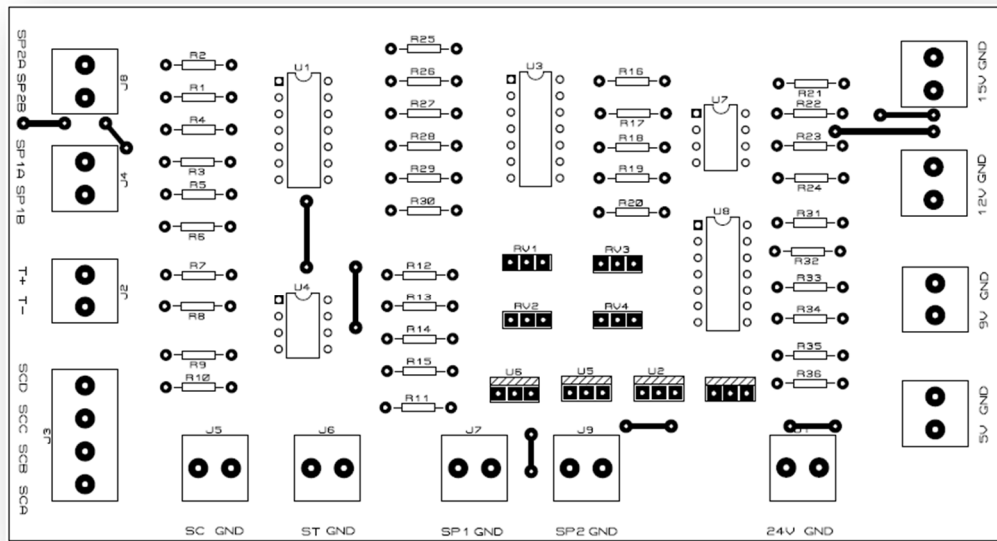 SP2A SP2B
J8
SP1A SP1B
J4
T+ T-
J2
SCD SCC SCB SCA
J3
R2
R1
R4
R3
R5
R6
R7
R8
R9
R10
U1
U4
R25
R26
R27
R28
R29
R30
R12
R13
R14
R15
R11
U3
R16
R17
R18
R19
R20
RV1
RV3
RV2
RV4
U6
U5
U2
U7
U8
R21
R22
R23
R24
R31
R32
R33
R34
R35
R36
15V GND
12V GND
9V GND
5V GND
J5
J6
J7
J9
SC GND
ST GND
SP1 GND
SP2 GND
24V GND